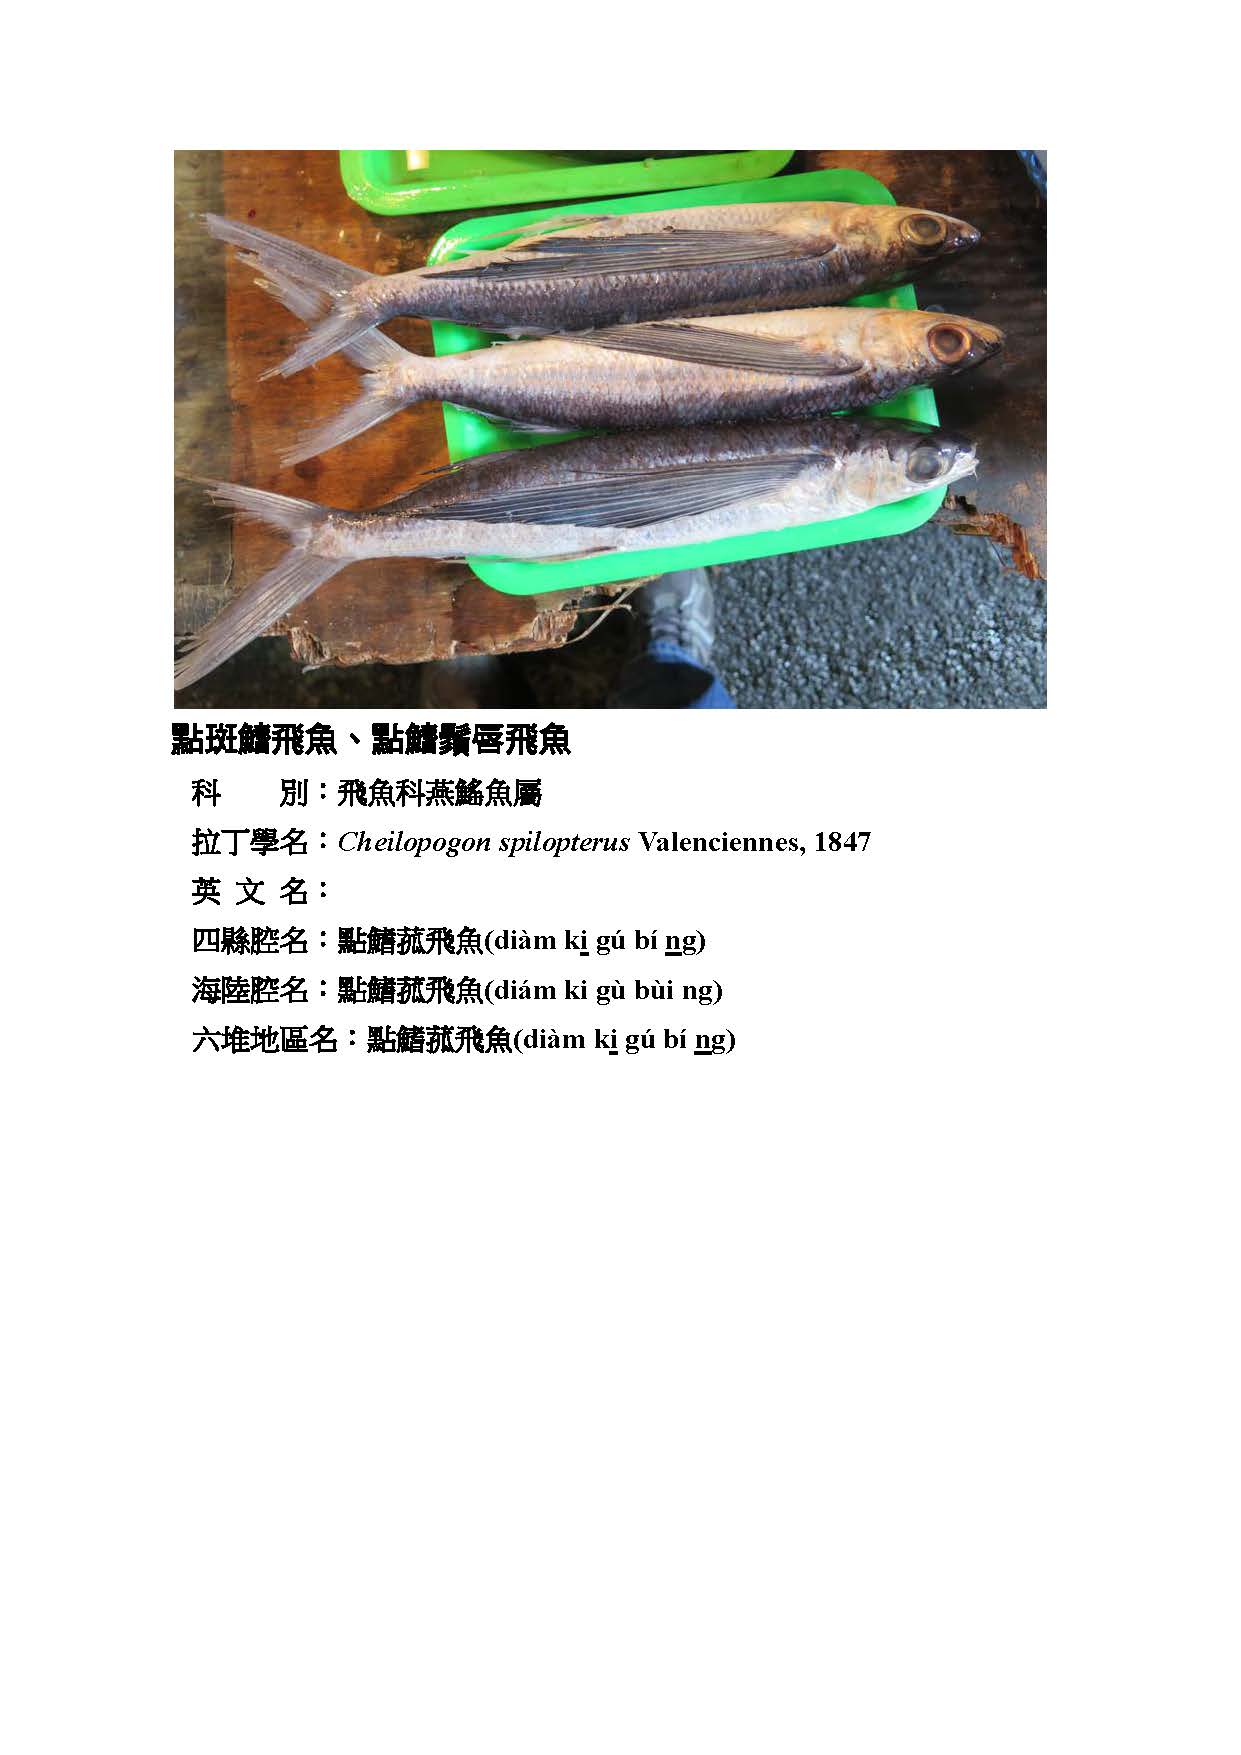 點斑鰭飛魚、點鰭鬚唇飛魚
科　　別：飛魚科燕鰩魚屬
拉丁學名：Cheilopogon spilopterus Valenciennes, 1847
英 文 名：
四縣腔名：點鰭菰飛魚(diàm ki gú bí ng)
海陸腔名：點鰭菰飛魚(diám ki gù bùi ng)
六堆地區名：點鰭菰飛魚(diàm ki gú bí ng)